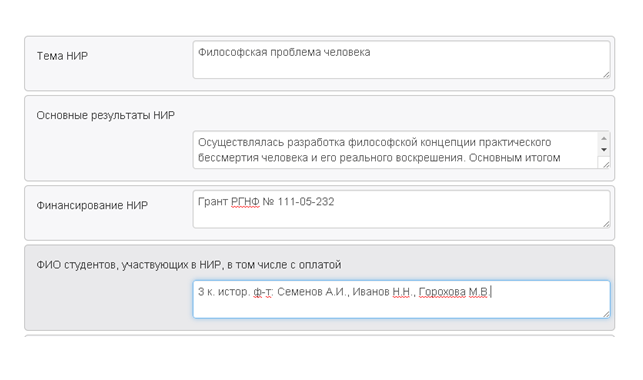 Тема НИР
Философская проблема человека
Основные результаты НИР
Осуществлялась разработка философской концепции практического
бессмертия человека и его реального воскрешения. Основным итогом
Финансирование НИР
Грант РГНФ № 111-05-232
ФИО студентов, участвующих в НИР, в том числе с оплатой
3 к. истор. ф-т: Семенов А.И., Иванов Н.Н., Горохова М.В.